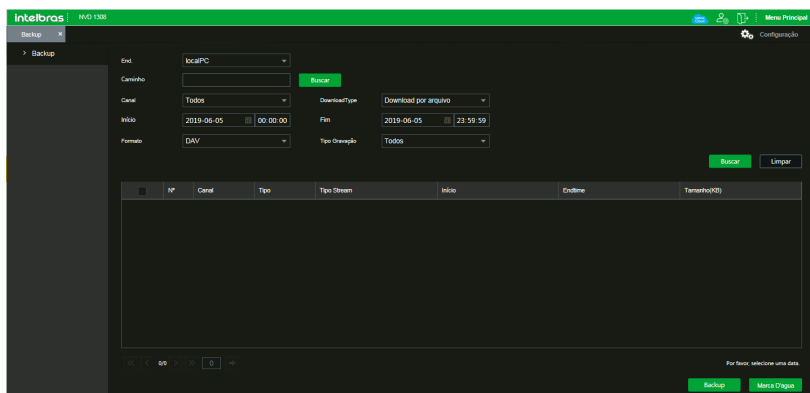 intelbras NVD 1308 Intelbras Cloud Menu Principal
Backup × Configuração
> Backup
End. localPC
Caminho Buscar
Canal Todos DownloadType Download por arquivo
Início 2019-06-05 00:00:00 Fim 2019-06-05 23:59:59
Formato DAV Tipo Gravação Todos
Buscar Limpar
Nº Canal Tipo Tipo Stream Início Endtime Tamanho(KB)
0/0 0
Por favor, selecione uma data.
Backup Marca D'agua